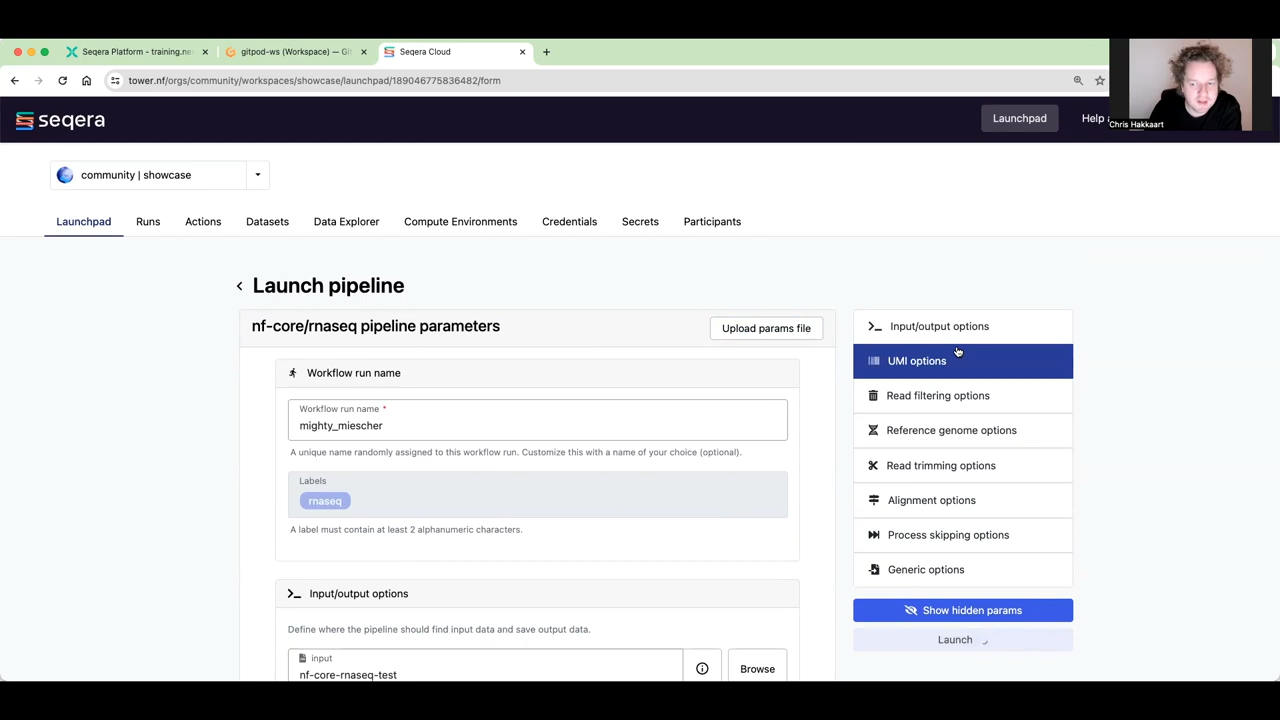 Seqera Platform - training.ne
gitpod-ws (Workspace) — Git
Seqera Cloud
tower.nf/orgs/community/workspaces/showcase/launchpad/189046775836482/form
Chris Hakkaart
seqera
Launchpad
Help
community | showcase
Launchpad
Runs
Actions
Datasets
Data Explorer
Compute Environments
Credentials
Secrets
Participants
Launch pipeline
nf-core/rnaseq pipeline parameters
Upload params file
Input/output options
UMI options
Read filtering options
Reference genome options
Read trimming options
Alignment options
Process skipping options
Generic options
Show hidden params
Launch
Workflow run name
Workflow run name *
mighty_miescher
A unique name randomly assigned to this workflow run. Customize this with a name of your choice (optional).
Labels
rnaseq
A label must contain at least 2 alphanumeric characters.
Input/output options
Define where the pipeline should find input data and save output data.
input
nf-core-rnaseq-test
Browse